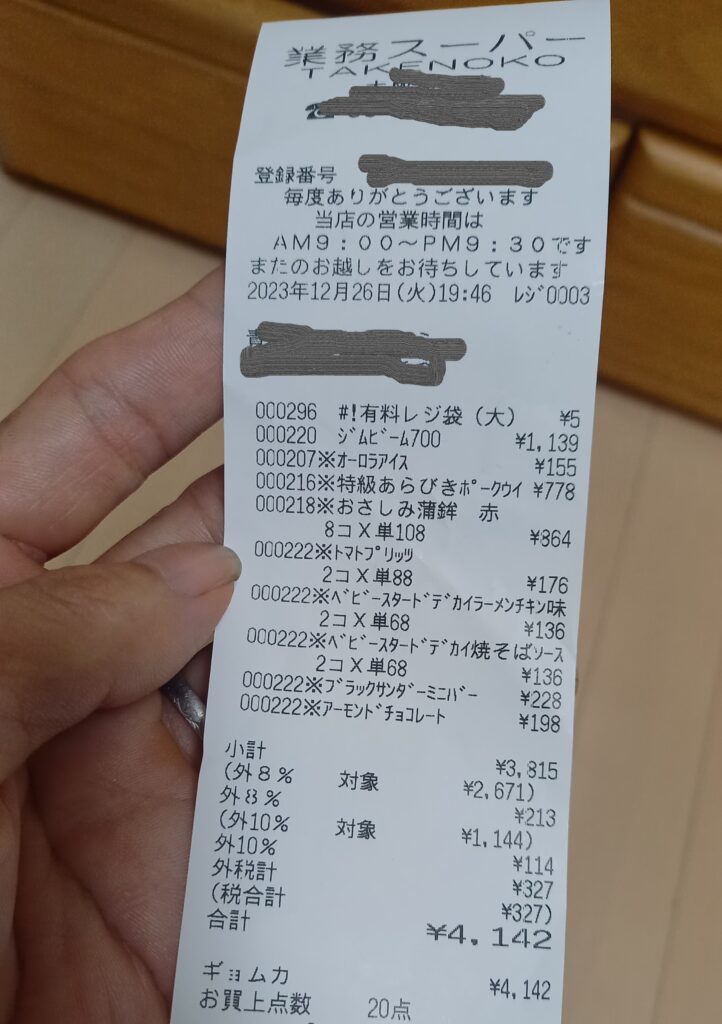 業務スーパー
TAKENOKO
登録番号
毎度ありがとうございます
当店の営業時間は
AM9:00～PM9:30です
またのお越しをお待ちしています
2023年12月26日(火)19:46 ﾚｼﾞ0003
000296 #!有料レジ袋（大） ¥5
000220 ｼﾞﾑﾋﾞｰﾑ700 ¥1,139
000207※ｵｰﾛﾗｱｲｽ ¥155
000216※特級あらびきﾎﾟｰｸウイ ¥778
000218※おさしみ蒲鉾 赤
8コX単108 ¥864
000222※ﾄﾏﾄﾌﾟﾘｯﾂ
2コX単88 ¥176
000222※ﾍﾞﾋﾞｰｽﾀｰﾄﾞﾃﾞｶｲﾗｰﾒﾝﾁｷﾝ味
2コX単68 ¥136
000222※ﾍﾞﾋﾞｰｽﾀｰﾄﾞﾃﾞｶｲ焼そばｿｰｽ
2コX単68 ¥136
000222※ﾌﾞﾗｯｸｻﾝﾀﾞｰﾐﾆﾊﾞｰ ¥228
000222※ｱｰﾓﾝﾄﾞﾁｮｺﾚｰﾄ ¥198
小計 ¥3,815
(外8% 対象 ¥2,671)
外8% ¥213
(外10% 対象 ¥1,144)
外10% ¥114
外税計 ¥327
(税合計 ¥327)
合計 ¥4,142
ギョムカ ¥4,142
お買上点数 20点